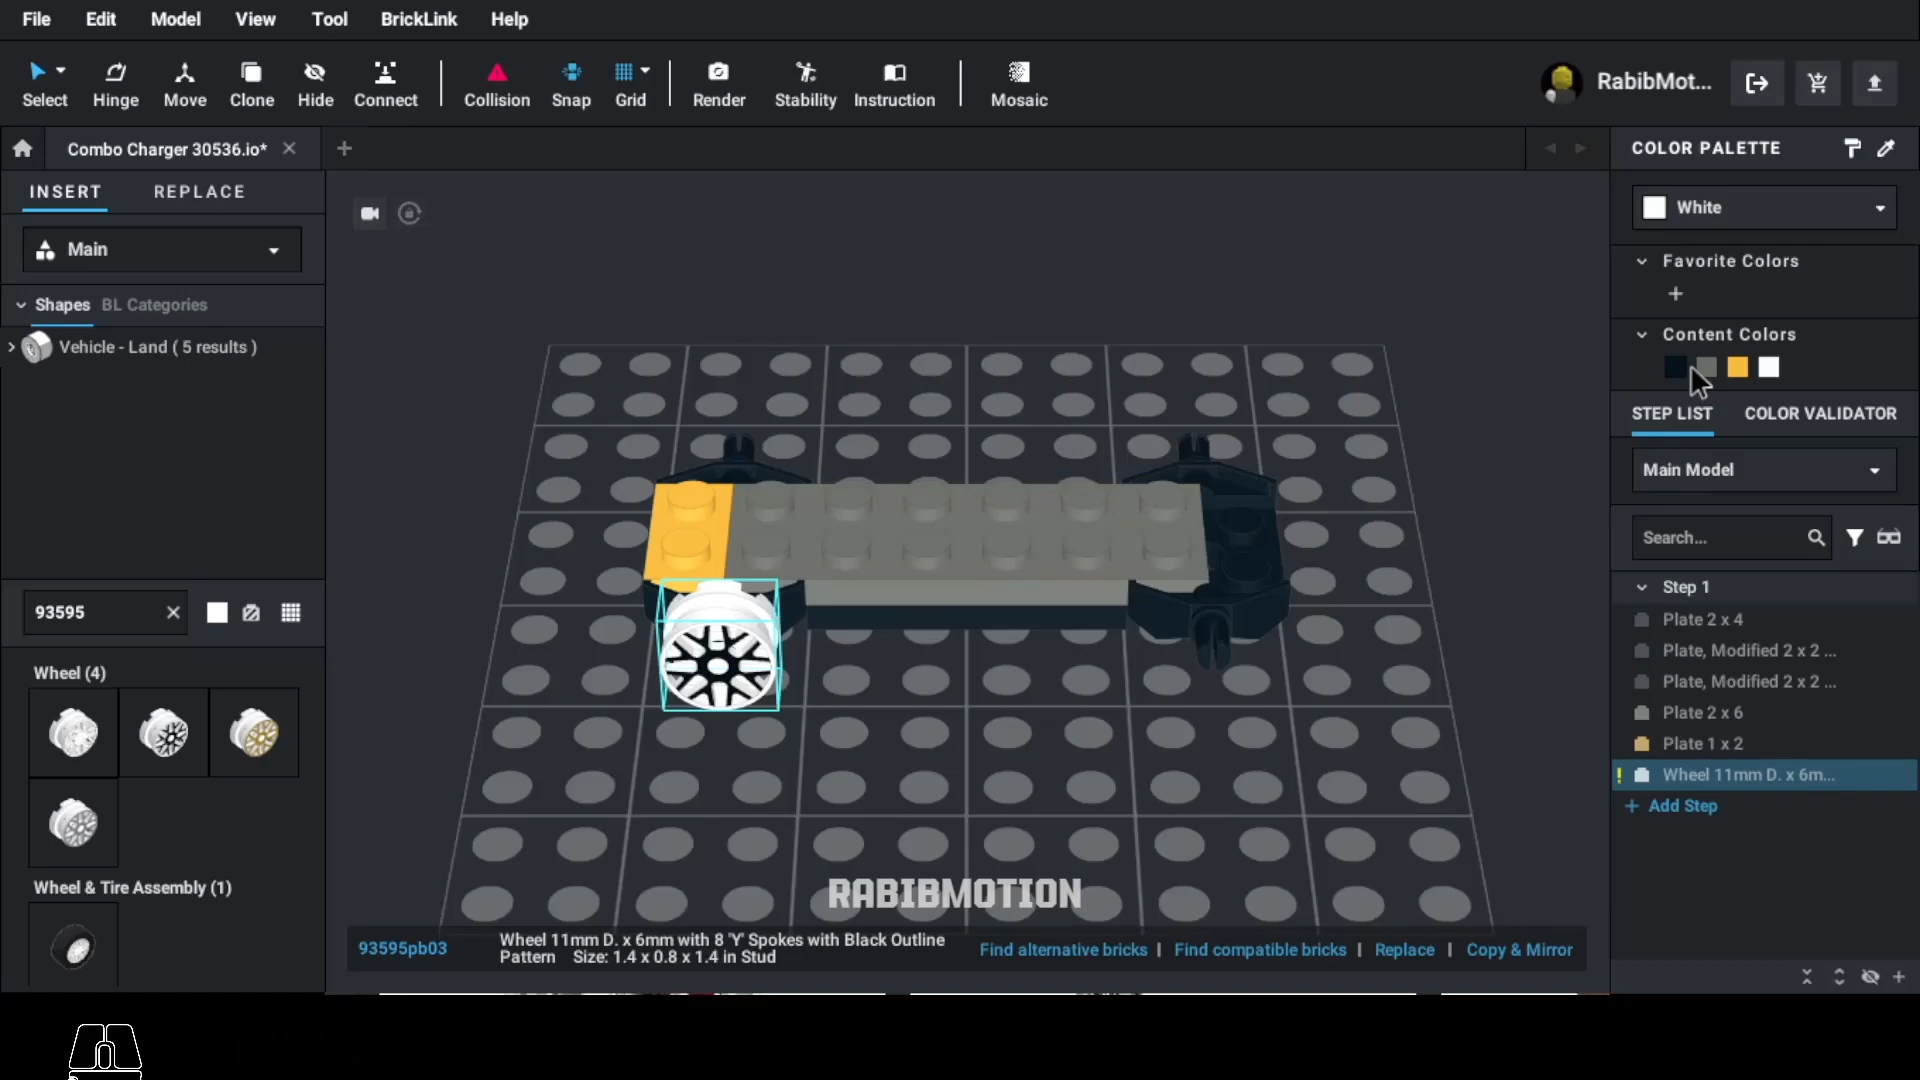 File Edit Model View Tool BrickLink Help
Select Hinge Move Clone Hide Connect Collision Snap Grid Render Stability Instruction Mosaic RabibMot...
Combo Charger 30536.io*
COLOR PALETTE
INSERT REPLACE
White
Main
Favorite Colors
Shapes BL Categories
Content Colors
Vehicle - Land ( 5 results )
STEP LIST COLOR VALIDATOR
Main Model
Search...
Step 1
93595
Plate 2 x 4
Plate, Modified 2 x 2 ...
Wheel (4)
Plate, Modified 2 x 2 ...
Plate 2 x 6
Plate 1 x 2
Wheel 11mm D. x 6m...
Add Step
Wheel & Tire Assembly (1)
RABIBMOTION
93595pb03
Wheel 11mm D. x 6mm with 8 'Y' Spokes with Black Outline
Pattern Size: 1.4 x 0.8 x 1.4 in Stud
Find alternative bricks | Find compatible bricks | Replace | Copy & Mirror